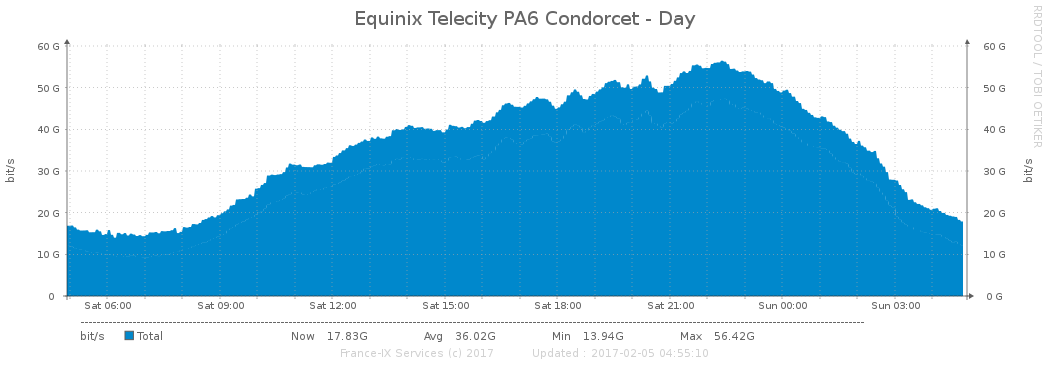 Equinix Telecity PA6 Condorcet - Day
RRDTOOL / TOBI OETIKER
60 G 60 G
50 G 50 G
40 G 40 G
30 G 30 G
20 G 20 G
10 G 10 G
0 0 G
bit/s bit/s
Sat 06:00 Sat 09:00 Sat 12:00 Sat 15:00 Sat 18:00 Sat 21:00 Sun 00:00 Sun 03:00
bit/s Total Now 17.83G Avg 36.02G Min 13.94G Max 56.42G
France-IX Services (c) 2017 Updated : 2017-02-05 04:55:10